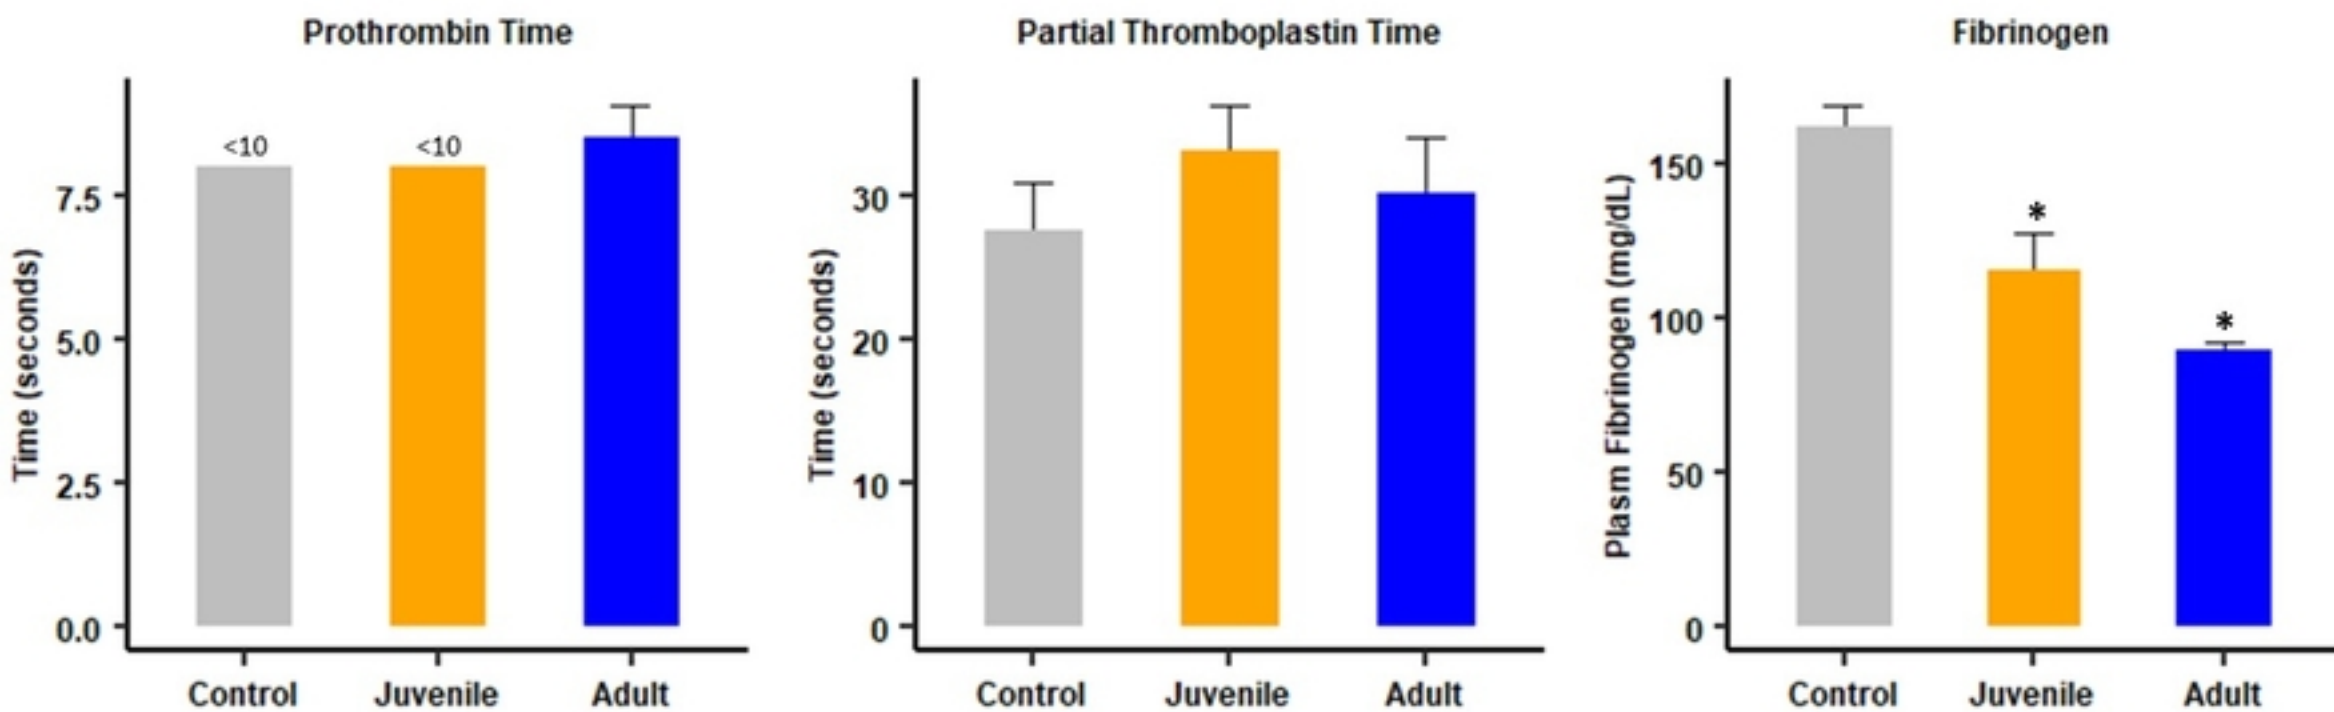 Prothrombin Time
Time (seconds)
7.5
5.0
2.5
0.0
<10
<10
Control
Juvenile
Adult
Partial Thromboplastin Time
Time (seconds)
30
20
10
0
Control
Juvenile
Adult
Fibrinogen
Plasm Fibrinogen (mg/dL)
150
100
50
0
*
*
Control
Juvenile
Adult